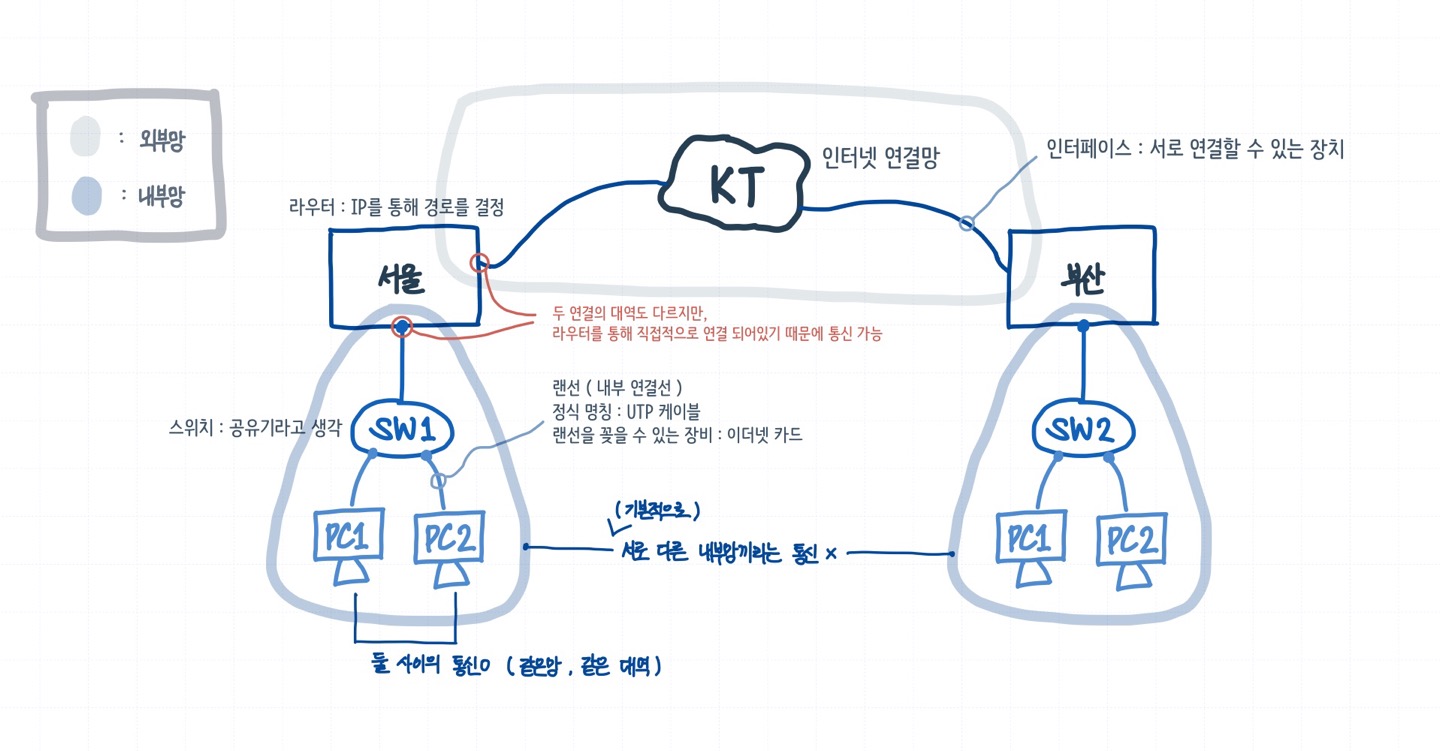 : 외부망
: 내부망
KT
인터넷 연결망
인터페이스 : 서로 연결할 수 있는 장치
라우터 : IP를 통해 경로를 결정
서울
부산
두 연결의 대역도 다르지만,
라우터를 통해 직접적으로 연결 되어있기 때문에 통신 가능
랜선 ( 내부 연결선 )
정식 명칭 : UTP 케이블
랜선을 꽂을 수 있는 장비 : 이더넷 카드
스위치 : 공유기라고 생각
SW1
SW2
PC1
PC2
(기본적으로)
서로 다른 내부망끼리는 통신 x
PC1
PC2
둘 사이의 통신o (같은망, 같은 대역)